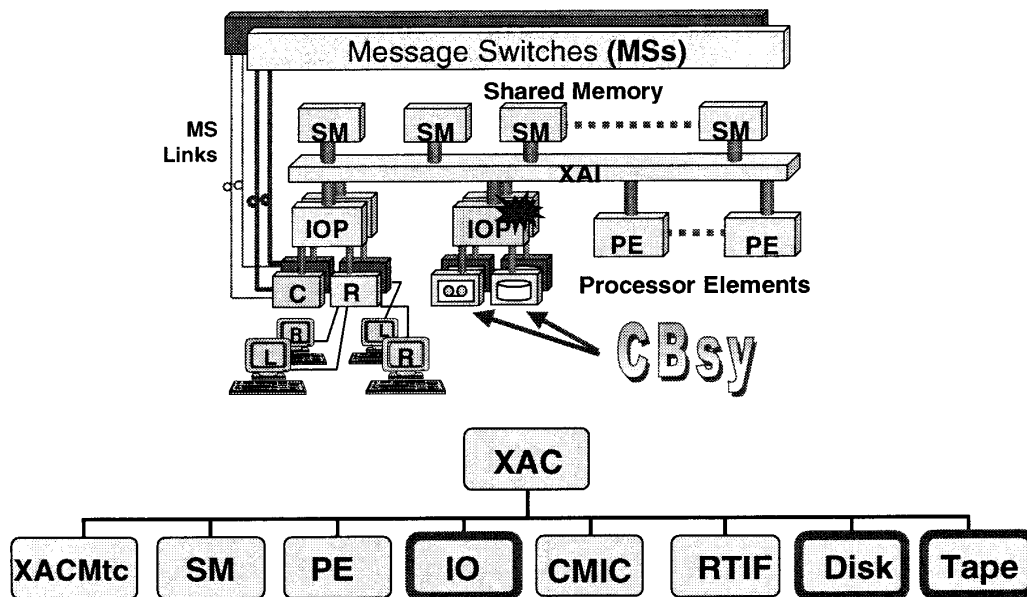 Message Switches (MSs)
Shared Memory
MS
Links
SM SM SM SM
XAI
IOP IOP
PE PE
C R
Processor Elements
R L
L R
CBsy
XAC
XACMtc SM PE IO CMIC RTIF Disk Tape